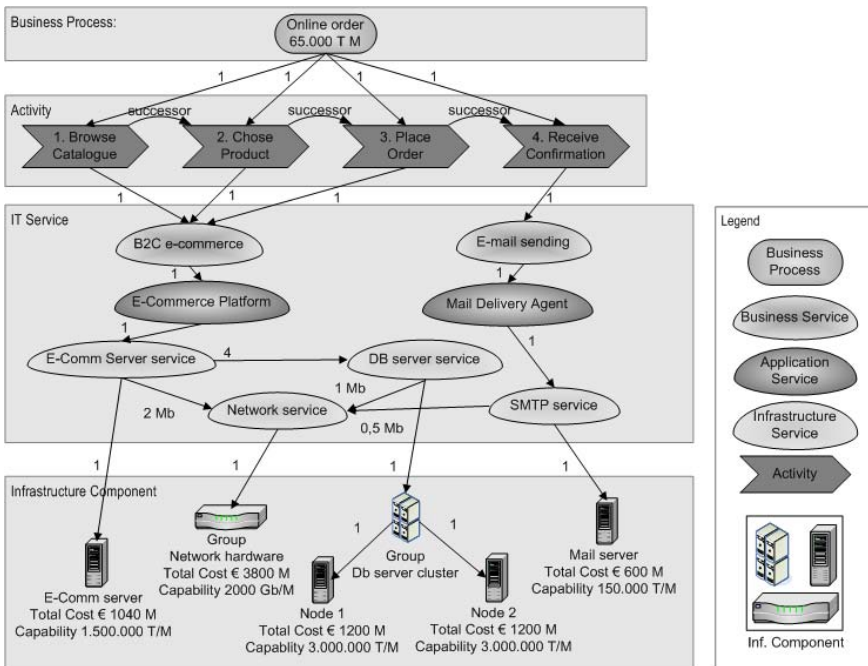 Business Process:
Online order
65.000 T M
1
1
1
1
Activity
successor
successor
successor
1. Browse
Catalogue
2. Chose
Product
3. Place
Order
4. Receive
Confirmation
1
1
1
1
IT Service
B2C e-commerce
E-mail sending
1
1
E-Commerce Platform
Mail Delivery Agent
1
1
E-Comm Server service
4
DB server service
2 Mb
1 Mb
Network service
0,5 Mb
SMTP service
1
1
1
1
Infrastructure Component
E-Comm server
Total Cost € 1040 M
Capability 1.500.000 T/M
Group
Network hardware
Total Cost € 3800 M
Capability 2000 Gb/M
1
1
Group
Db server cluster
Node 1
Total Cost € 1200 M
Capability 3.000.000 T/M
Node 2
Total Cost € 1200 M
Capability 3.000.000 T/M
Mail server
Total Cost € 600 M
Capability 150.000 T/M
Legend
Business
Process
Business Service
Application
Service
Infrastructure
Service
Activity
Inf. Component